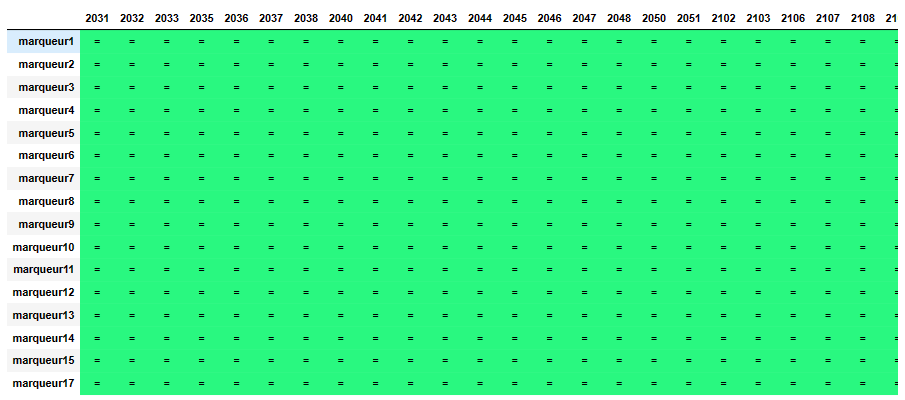 2031 2032 2033 2035 2036 2037 2038 2040 2041 2042 2043 2044 2045 2046 2047 2048 2050 2051 2102 2103 2106 2107 2108 21
marqueur1 = = = = = = = = = = = = = = = = = = = = = = = =
marqueur2 = = = = = = = = = = = = = = = = = = = = = = = =
marqueur3 = = = = = = = = = = = = = = = = = = = = = = = =
marqueur4 = = = = = = = = = = = = = = = = = = = = = = = =
marqueur5 = = = = = = = = = = = = = = = = = = = = = = = =
marqueur6 = = = = = = = = = = = = = = = = = = = = = = = =
marqueur7 = = = = = = = = = = = = = = = = = = = = = = = =
marqueur8 = = = = = = = = = = = = = = = = = = = = = = = =
marqueur9 = = = = = = = = = = = = = = = = = = = = = = = =
marqueur10 = = = = = = = = = = = = = = = = = = = = = = = =
marqueur11 = = = = = = = = = = = = = = = = = = = = = = = =
marqueur12 = = = = = = = = = = = = = = = = = = = = = = = =
marqueur13 = = = = = = = = = = = = = = = = = = = = = = = =
marqueur14 = = = = = = = = = = = = = = = = = = = = = = = =
marqueur15 = = = = = = = = = = = = = = = = = = = = = = = =
marqueur17 = = = = = = = = = = = = = = = = = = = = = = = =